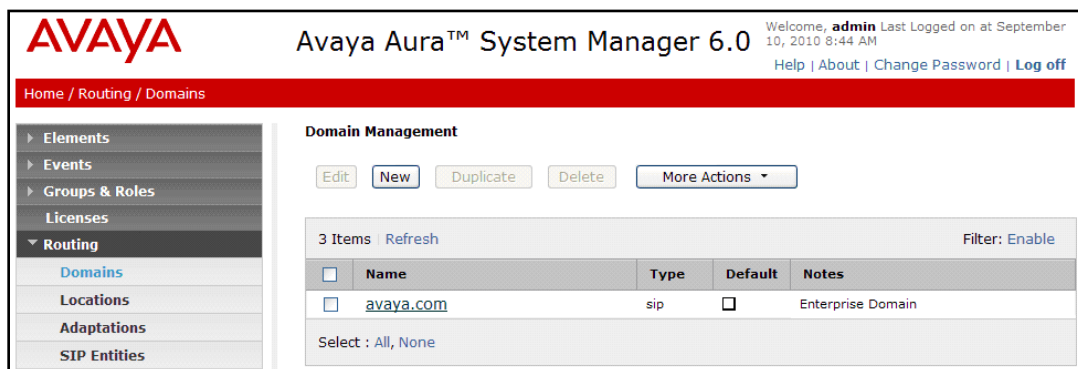 AVAYA
Avaya Aura™ System Manager 6.0
Welcome, admin Last Logged on at September
10, 2010 8:44 AM
Help | About | Change Password | Log off
Home / Routing / Domains
Elements
Events
Groups & Roles
Licenses
Routing
Domains
Locations
Adaptations
SIP Entities
Domain Management
Edit New Duplicate Delete More Actions
3 Items | Refresh Filter: Enable
Name Type Default Notes
avaya.com sip Enterprise Domain
Select : All, None